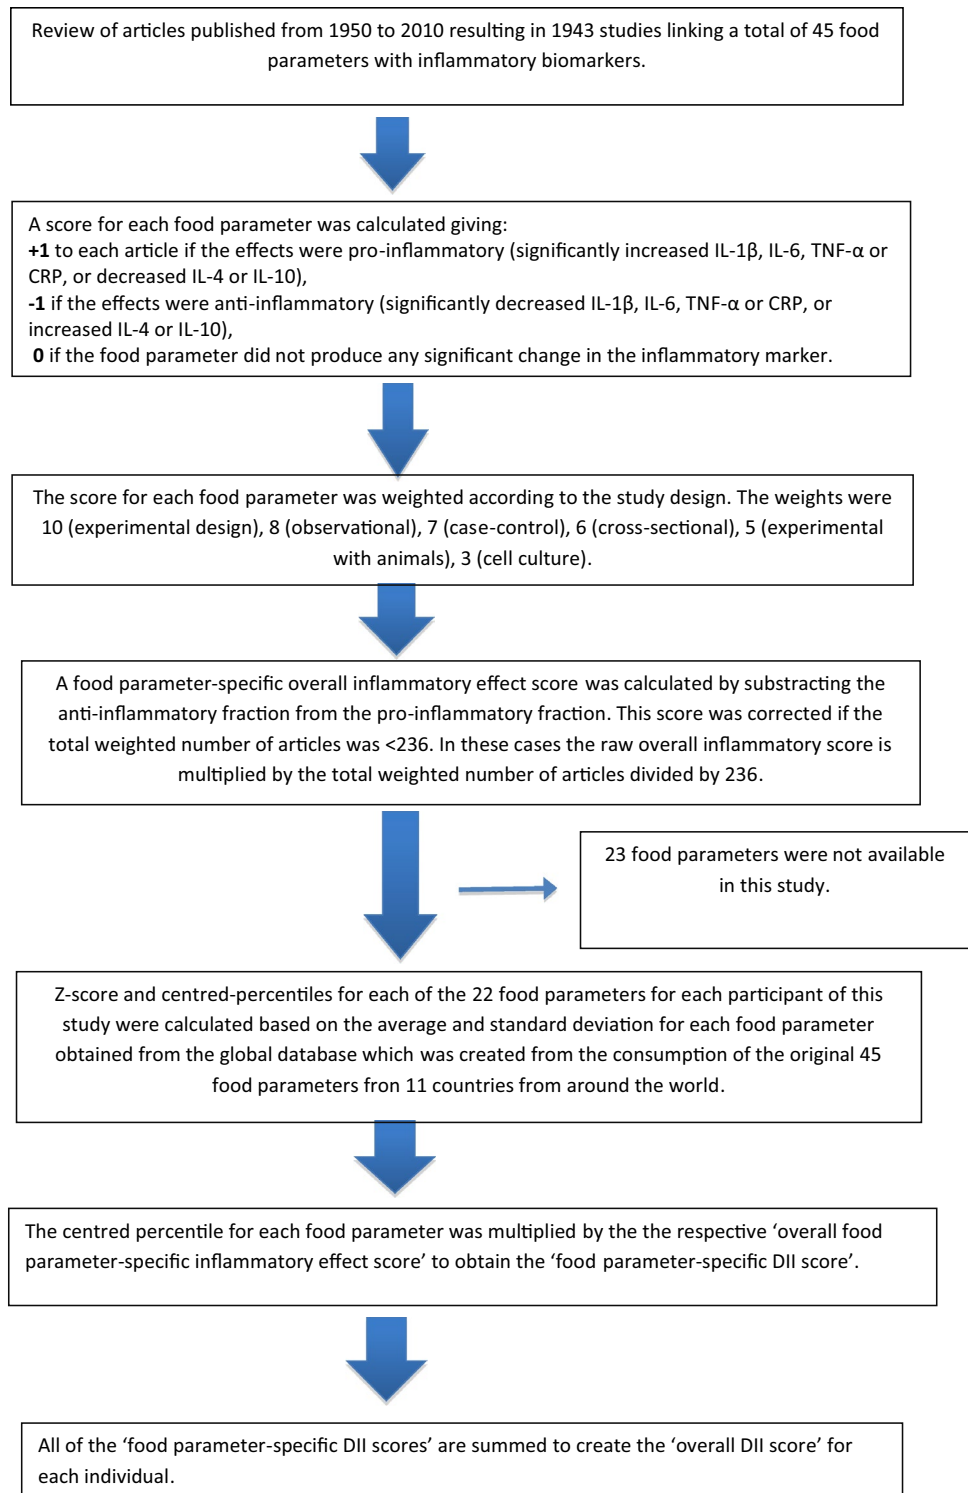 Review of articles published from 1950 to 2010 resulting in 1943 studies linking a total of 45 food
parameters with inflammatory biomarkers.
A score for each food parameter was calculated giving:
+1 to each article if the effects were pro-inflammatory (significantly increased IL-1β, IL-6, TNF-α or
CRP, or decreased IL-4 or IL-10),
-1 if the effects were anti-inflammatory (significantly decreased IL-1β, IL-6, TNF-α or CRP, or
increased IL-4 or IL-10),
0 if the food parameter did not produce any significant change in the inflammatory marker.
The score for each food parameter was weighted according to the study design. The weights were
10 (experimental design), 8 (observational), 7 (case-control), 6 (cross-sectional), 5 (experimental
with animals), 3 (cell culture).
A food parameter-specific overall inflammatory effect score was calculated by substracting the
anti-inflammatory fraction from the pro-inflammatory fraction. This score was corrected if the
total weighted number of articles was <236. In these cases the raw overall inflammatory score is
multiplied by the total weighted number of articles divided by 236.
23 food parameters were not available
in this study.
Z-score and centred-percentiles for each of the 22 food parameters for each participant of this
study were calculated based on the average and standard deviation for each food parameter
obtained from the global database which was created from the consumption of the original 45
food parameters fron 11 countries from around the world.
The centred percentile for each food parameter was multiplied by the the respective ‘overall food
parameter-specific inflammatory effect score’ to obtain the ‘food parameter-specific DII score’.
All of the ‘food parameter-specific DII scores’ are summed to create the ‘overall DII score’ for
each individual.